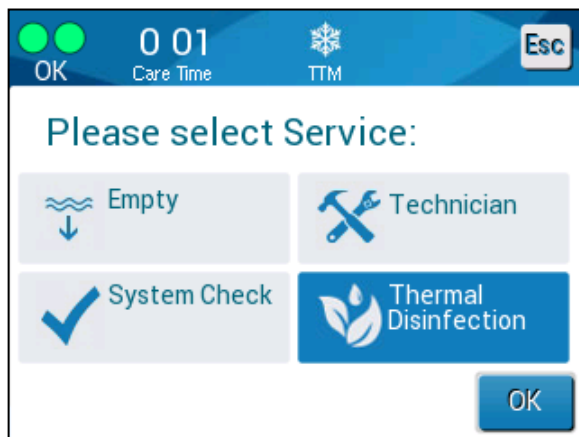 OK
0 01
Care Time
TTM
Esc
Please select Service:
Empty
Technician
System Check
Thermal
Disinfection
OK